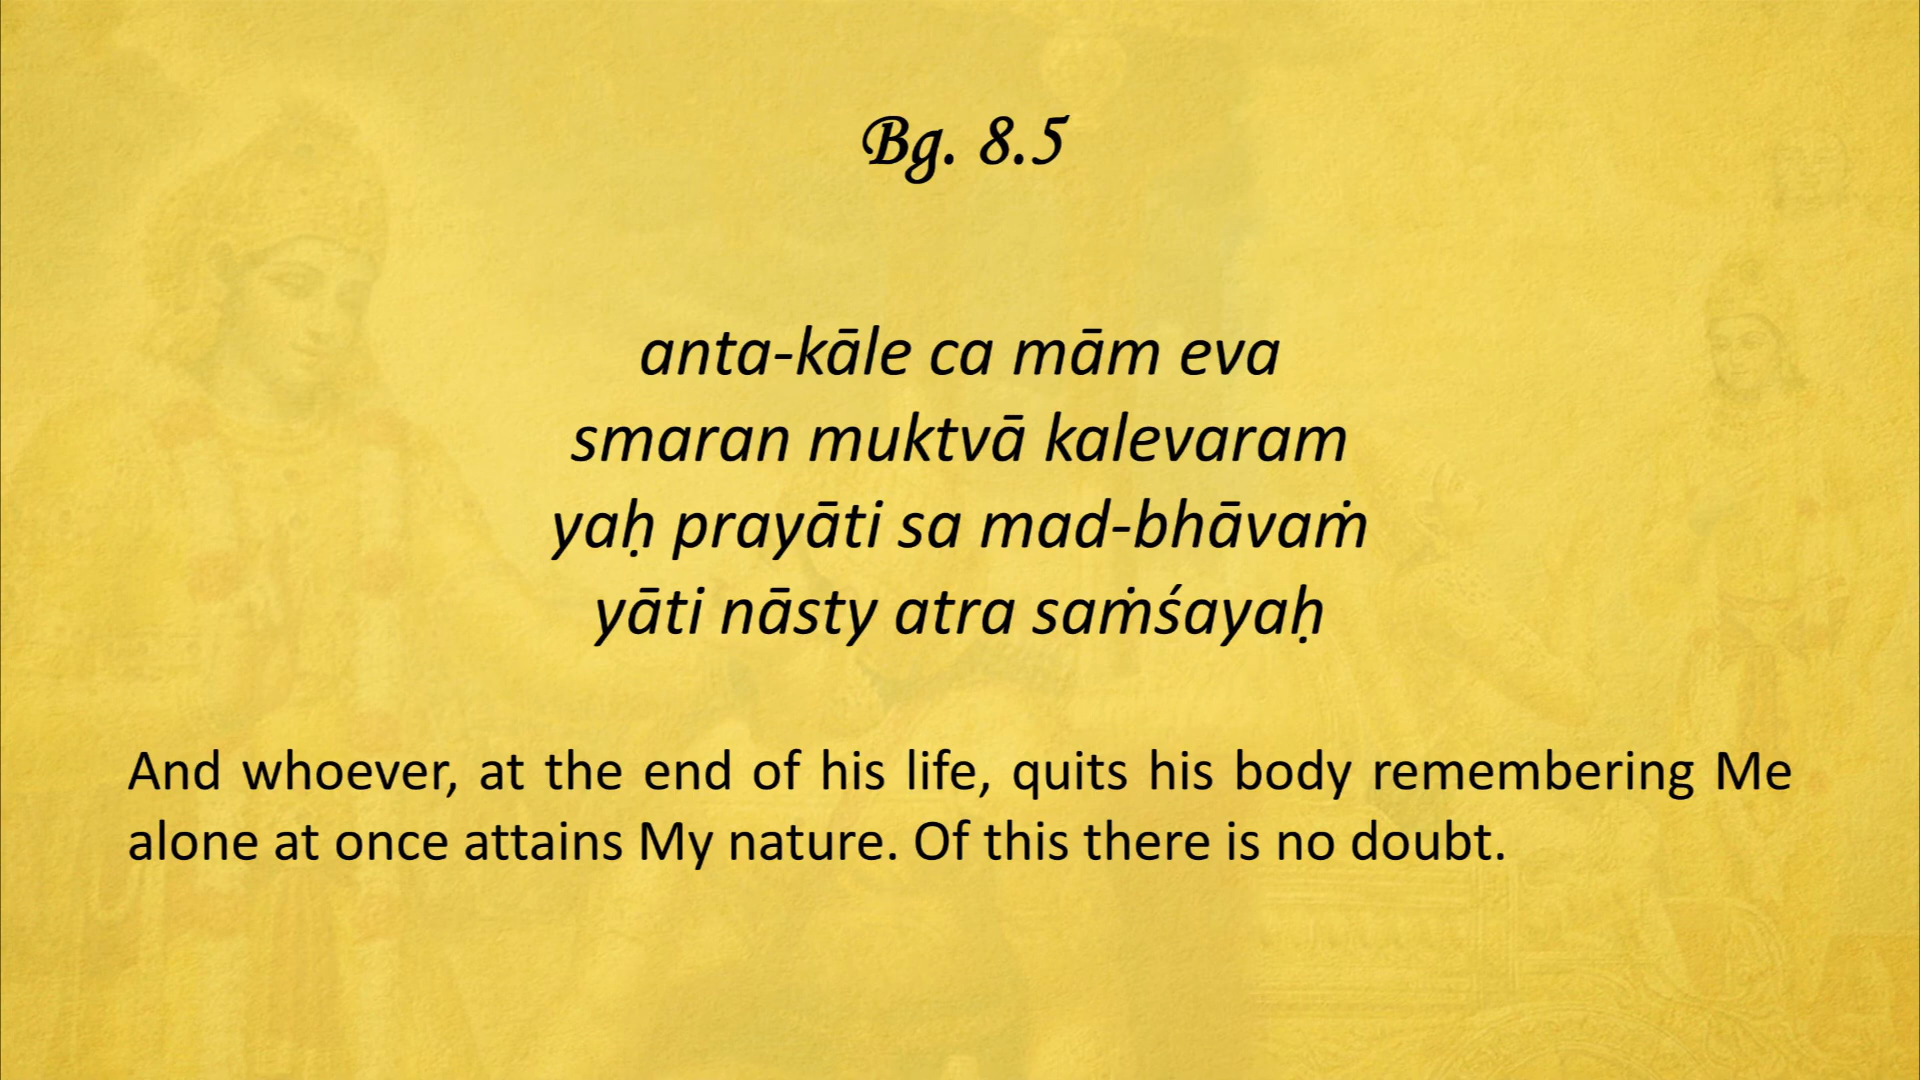 Bg. 8.5
anta-kāle ca mām eva
smaran muktvā kalevaram
yaḥ prayāti sa mad-bhāvaṁ
yāti nāsty atra saṁśayaḥ
And whoever, at the end of his life, quits his body remembering Me
alone at once attains My nature. Of this there is no doubt.